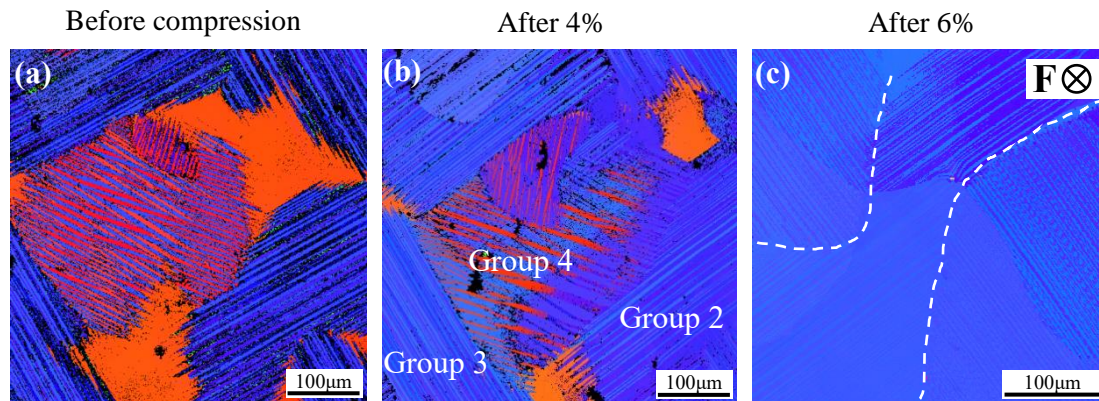 Before compression
After 4%
After 6%
(a)
(b)
(c)
F⊗
Group 4
Group 2
Group 3
100μm
100μm
100μm